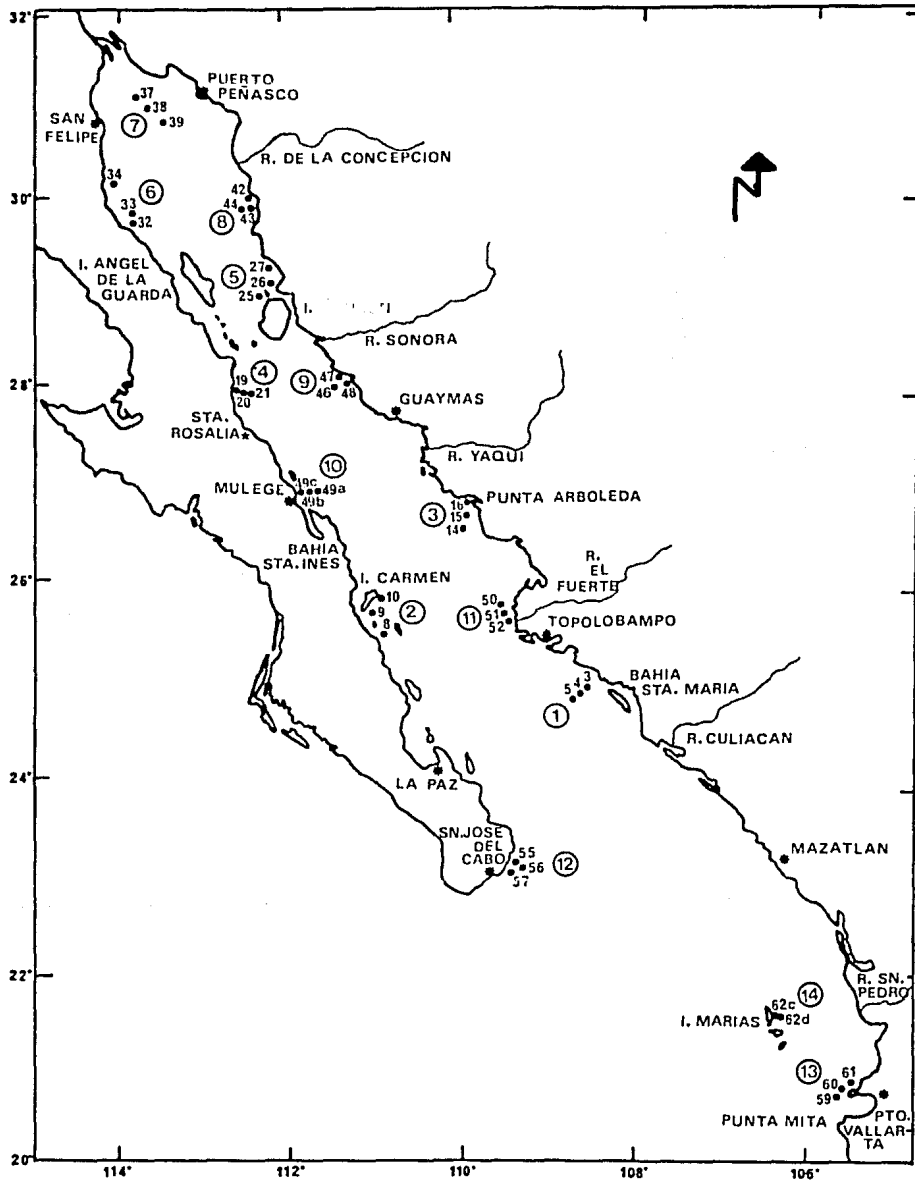 32°
PUERTO
PEÑASCO
37
38
39
SAN
FELIPE
7
R. DE LA CONCEPCION
34
6
30°
33
32
42
44
43
8
I. ANGEL
DE LA
GUARDA
5
27
26
25
I.
R. SONORA
4
28°
19
20
21
9
47
46
48
GUAYMAS
STA.
ROSALIA
R. YAQUI
10
49c
49a
49b
MULEGE
PUNTA ARBOLEDA
3
16
15
14
BAHIA
STA. INES
R.
EL
FUERTE
26°
I. CARMEN
10
9
8
2
11
50
51
52
TOPOLOBAMPO
BAHIA
STA. MARIA
5 4 3
1
R. CULIACAN
24°
LA PAZ
SN. JOSE
DEL
CABO
55
56
57
12
MAZATLAN
22°
R. SN.
PEDRO
14
62c
62d
I. MARIAS
13
61
60
59
PUNTA MITA
PTO.
VALLAR-
TA
20°
114°
112°
110°
108°
106°